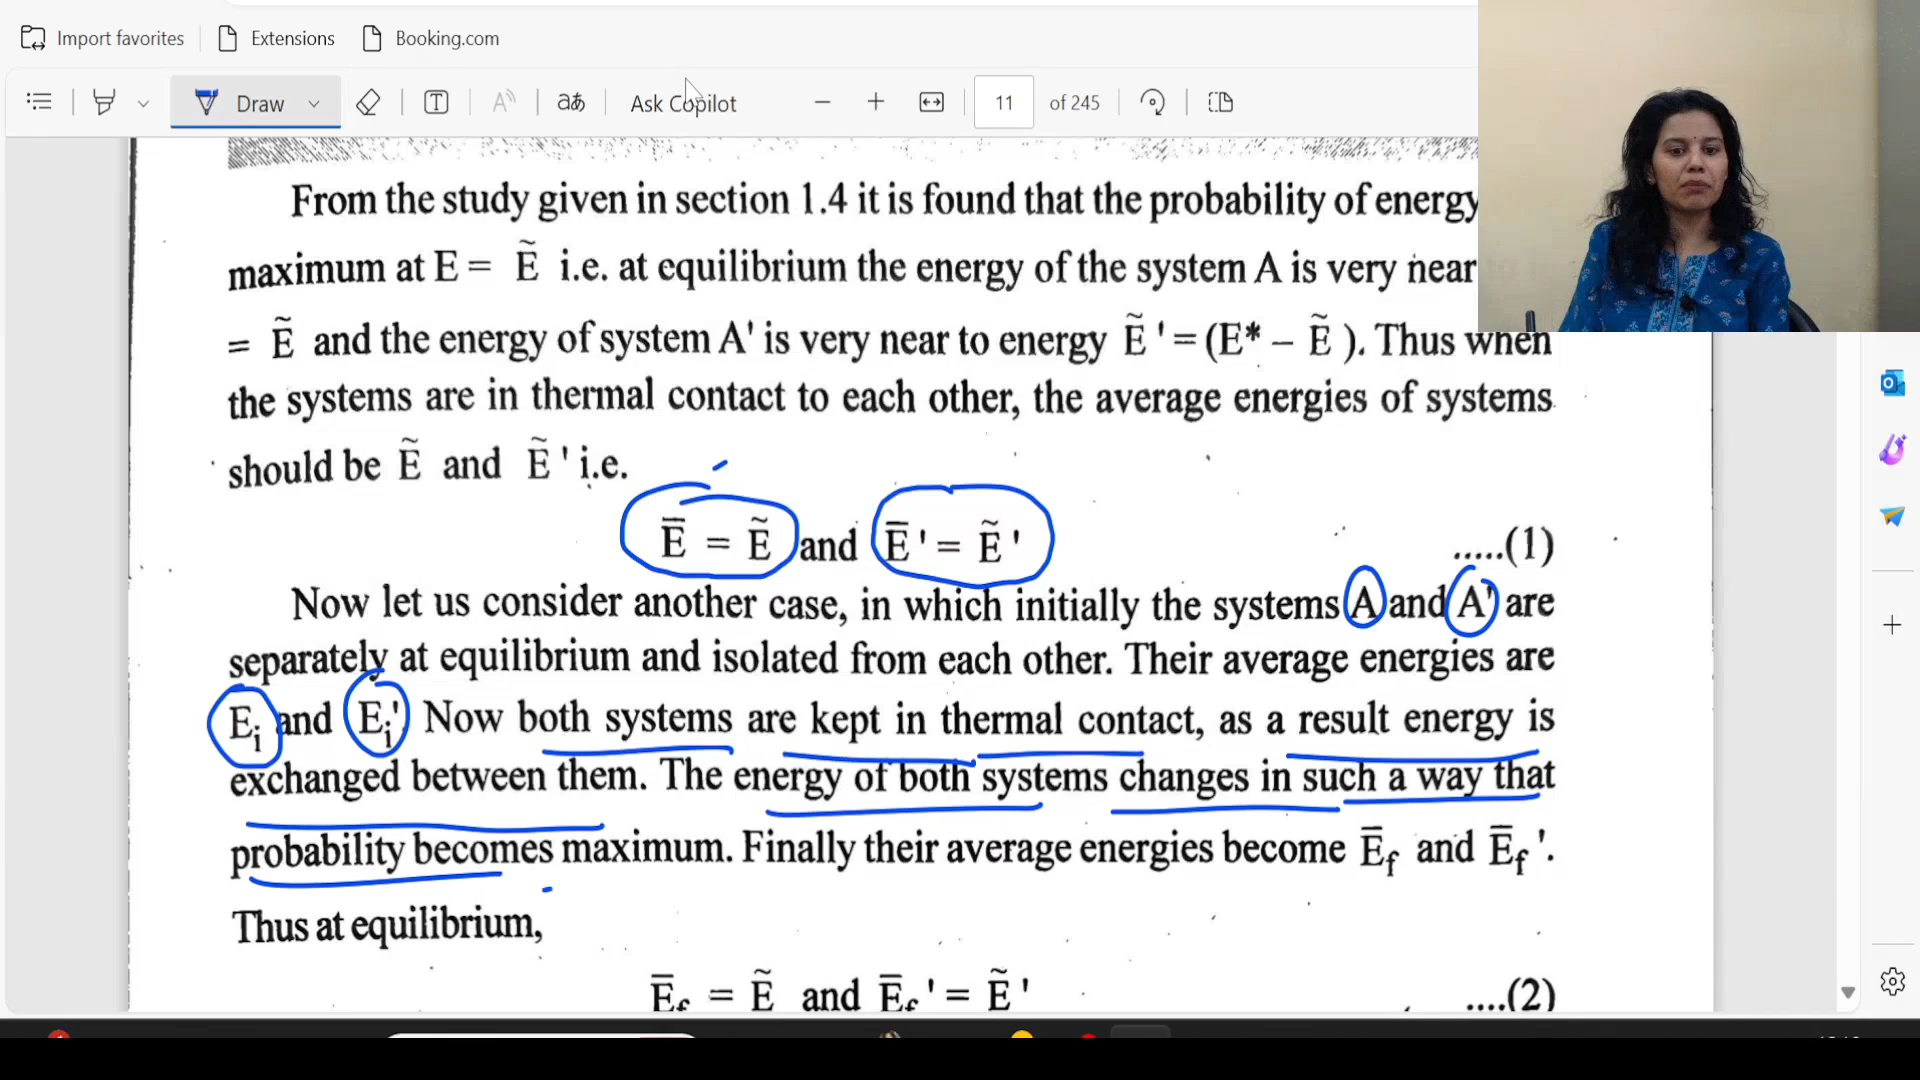 Import favorites Extensions Booking.com
Draw aあ Ask Copilot 11 of 245
From the study given in section 1.4 it is found that the probability of energy
maximum at E = Ẽ i.e. at equilibrium the energy of the system A is very near
= Ẽ and the energy of system A' is very near to energy Ẽ ' = (E* – Ẽ ). Thus when
the systems are in thermal contact to each other, the average energies of systems
should be Ẽ and Ẽ ' i.e.
Ē = Ẽ and Ē ' = Ẽ ' .....(1)
Now let us consider another case, in which initially the systems A and A' are
separately at equilibrium and isolated from each other. Their average energies are
Eᵢ and Eᵢ' Now both systems are kept in thermal contact, as a result energy is
exchanged between them. The energy of both systems changes in such a way that
probability becomes maximum. Finally their average energies become Ē_f and Ē_f '.
Thus at equilibrium,
Ē_f = Ẽ and Ē_f ' = Ẽ ' ....(2)